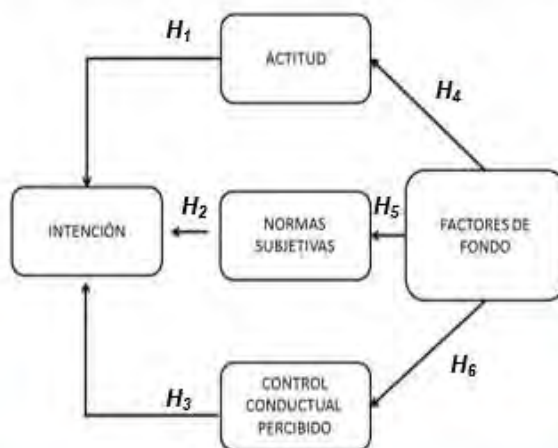 H1
ACTITUD
H4
INTENCIÓN
H2
NORMAS
SUBJETIVAS
H5
FACTORES DE
FONDO
H3
CONTROL
CONDUCTUAL
PERCIBIDO
H6